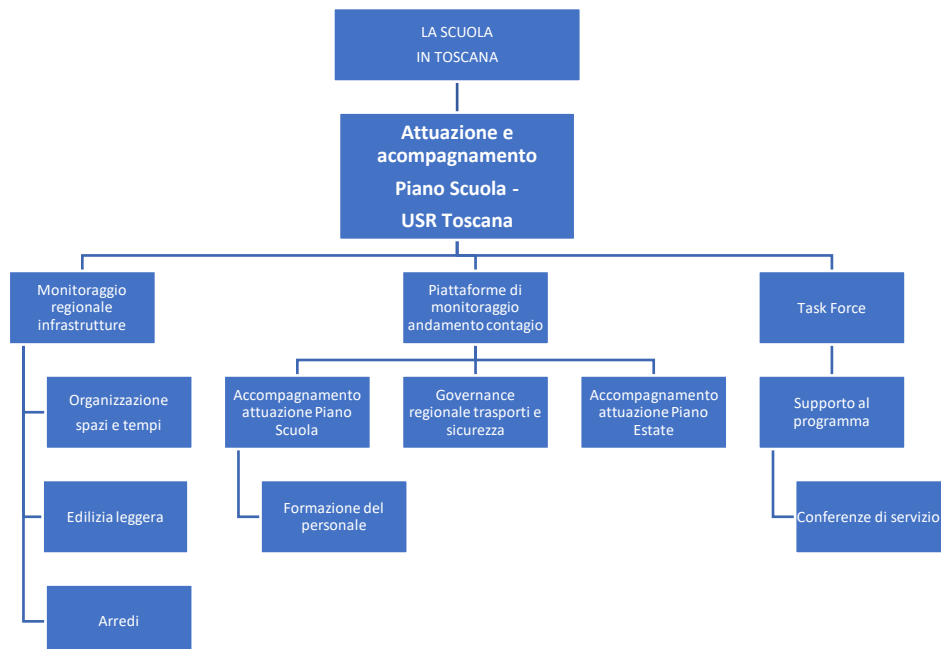 LA SCUOLA
IN TOSCANA
Attuazione e
acompagnamento
Piano Scuola -
USR Toscana
Monitoraggio
regionale
infrastrutture
Piattaforme di
monitoraggio
andamento contagio
Task Force
Organizzazione
spazi e tempi
Accompagnamento
attuazione Piano
Scuola
Governance
regionale trasporti e
sicurezza
Accompagnamento
attuazione Piano
Estate
Supporto al
programma
Edilizia leggera
Formazione del
personale
Conferenze di servizio
Arredi